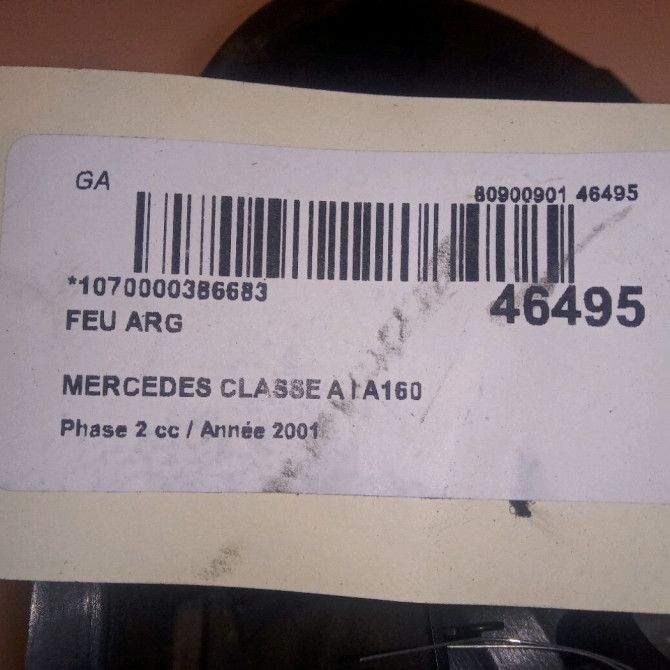 GA
80900901 46495
*1070000386683
46495
FEU ARG
MERCEDES CLASSE A I A160
Phase 2 cc / Année 2001